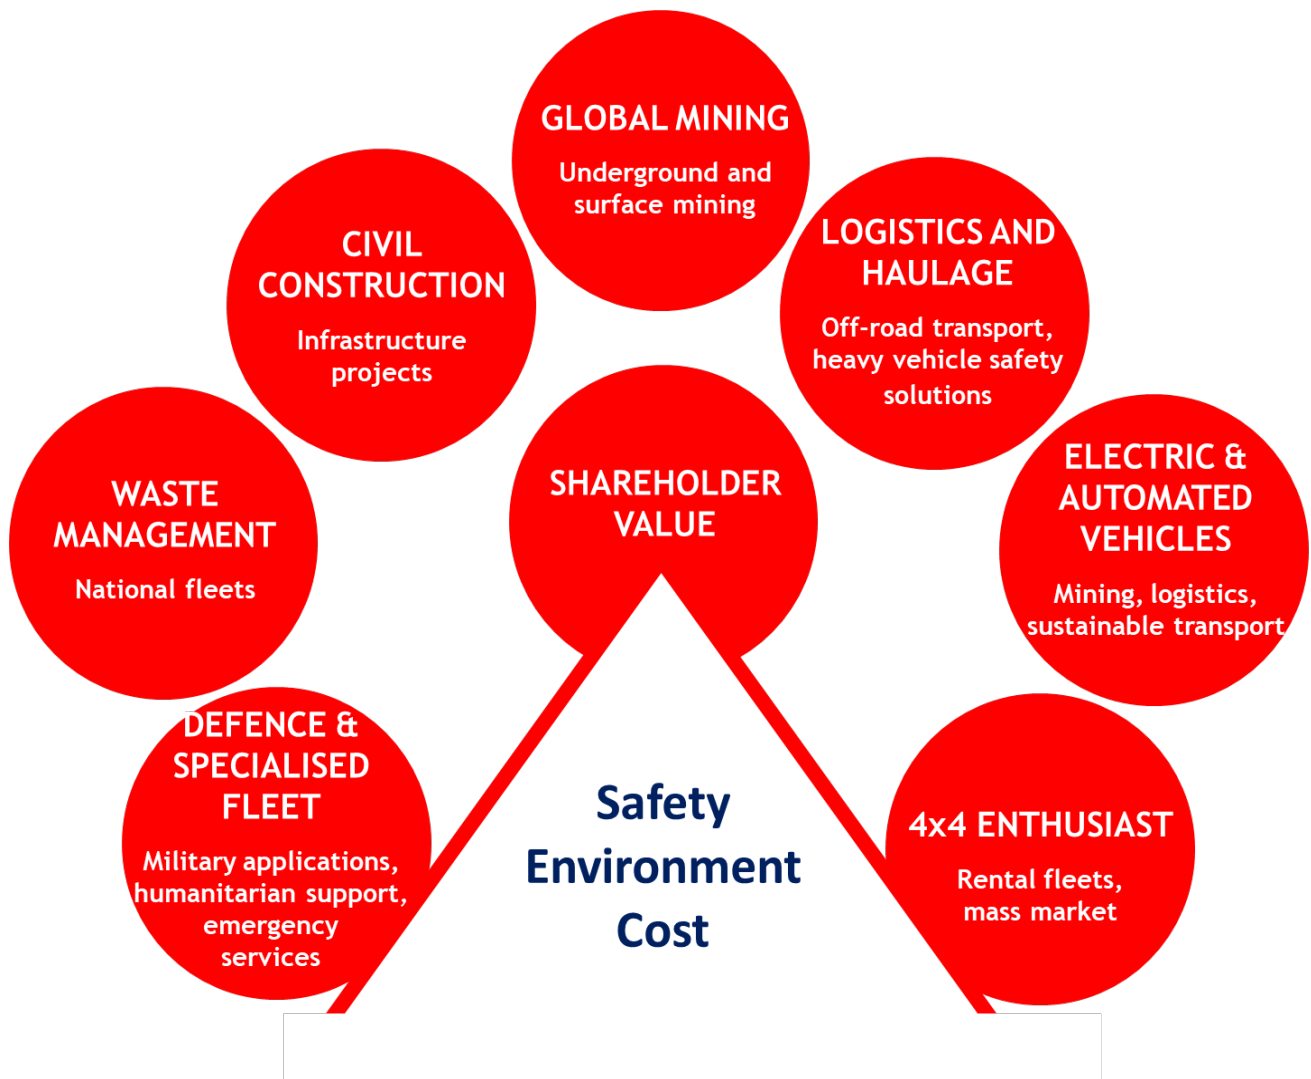 GLOBAL MINING
Underground and
surface mining
CIVIL
CONSTRUCTION
Infrastructure
projects
LOGISTICS AND
HAULAGE
Off-road transport,
heavy vehicle safety
solutions
WASTE
MANAGEMENT
National fleets
SHAREHOLDER
VALUE
ELECTRIC &
AUTOMATED
VEHICLES
Mining, logistics,
sustainable transport
DEFENCE &
SPECIALISED
FLEET
Military applications,
humanitarian support,
emergency
services
Safety
Environment
Cost
4x4 ENTHUSIAST
Rental fleets,
mass market